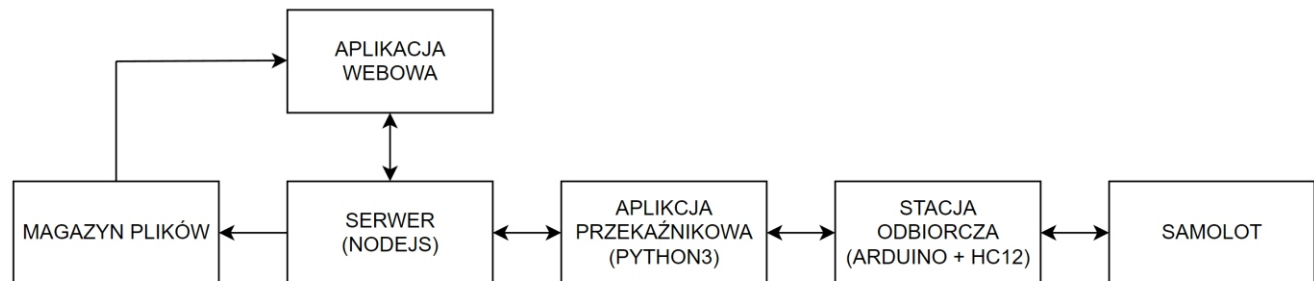 APLIKACJA
WEBOWA
MAGAZYN PLIKÓW
SERWER
(NODEJS)
APLIKCJA
PRZEKAŹNIKOWA
(PYTHON3)
STACJA
ODBIORCZA
(ARDUINO + HC12)
SAMOLOT